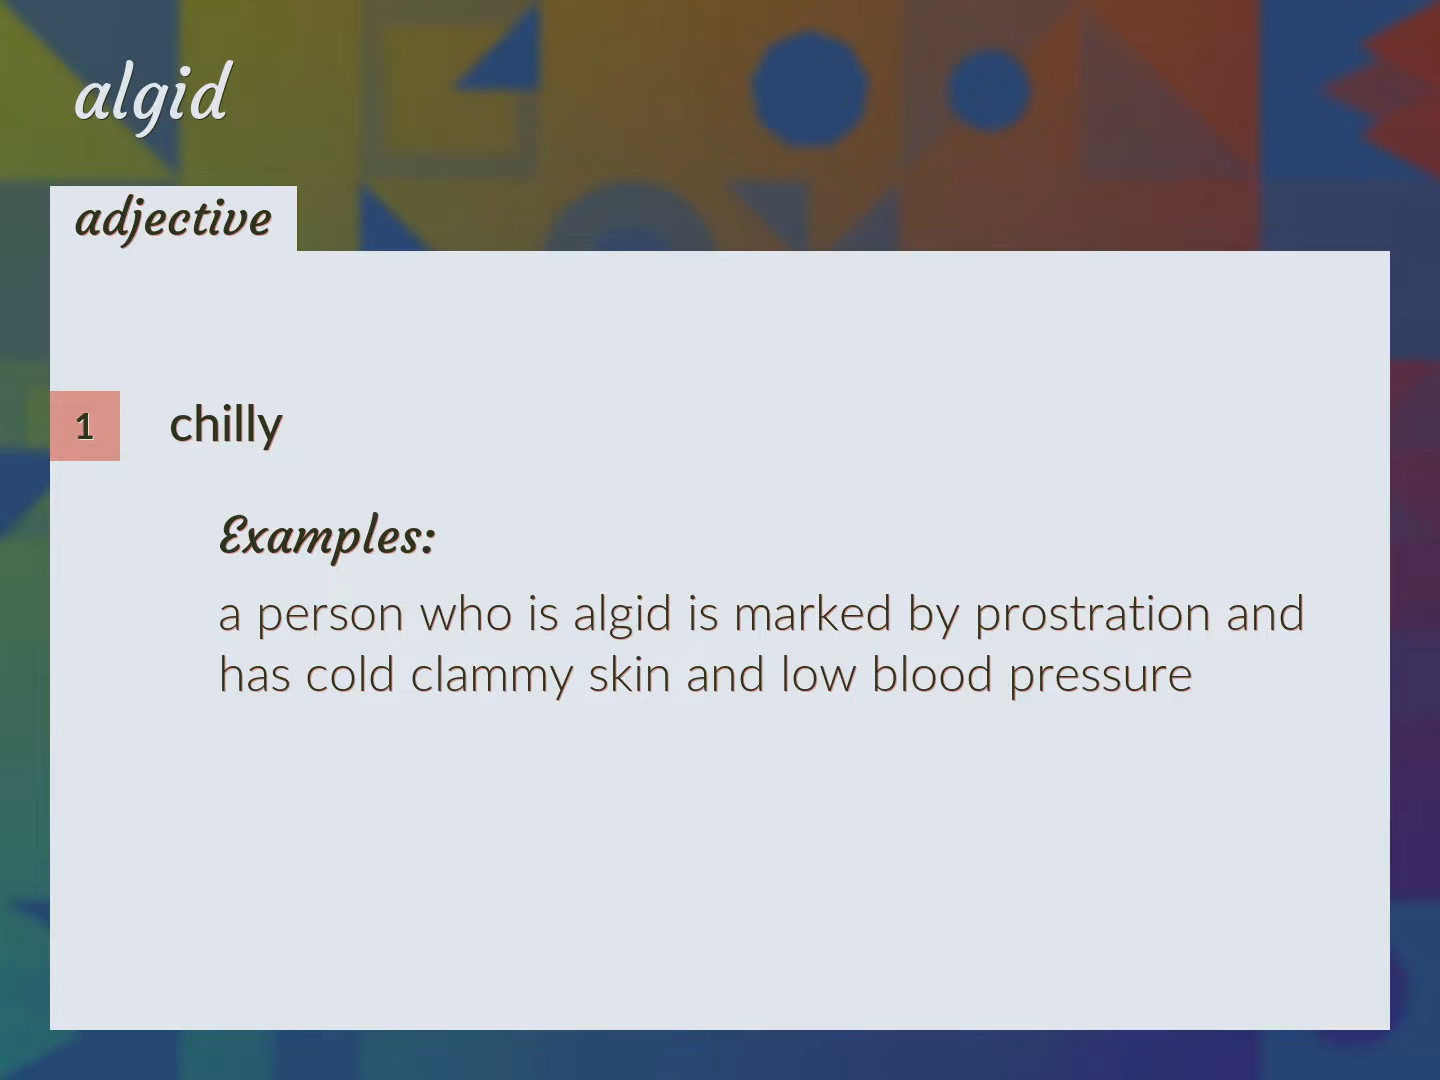 algid
adjective
1
chilly
Examples:
a person who is algid is marked by prostration and
has cold clammy skin and low blood pressure